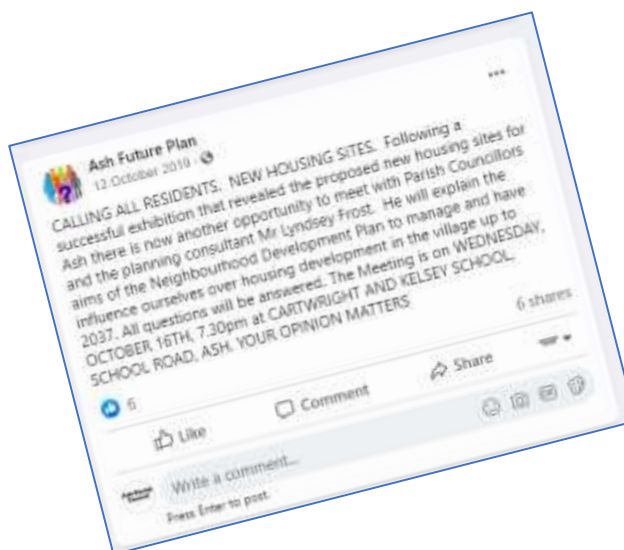 Ash Future Plan
12 October 2019 ·
CALLING ALL RESIDENTS. NEW HOUSING SITES. Following a
successful exhibition that revealed the proposed new housing sites for
Ash there is now another opportunity to meet with Parish Councillors
and the planning consultant Mr Lyndsey Frost. He will explain the
aims of the Neighbourhood Development Plan to manage and have
influence ourselves over housing development in the village up to
2037. All questions will be answered. The Meeting is on WEDNESDAY,
OCTOBER 16TH, 7.30pm at CARTWRIGHT AND KELSEY SCHOOL,
SCHOOL ROAD, ASH. YOUR OPINION MATTERS
6
6 shares
Like
Comment
Share
Write a comment...
Press Enter to post.